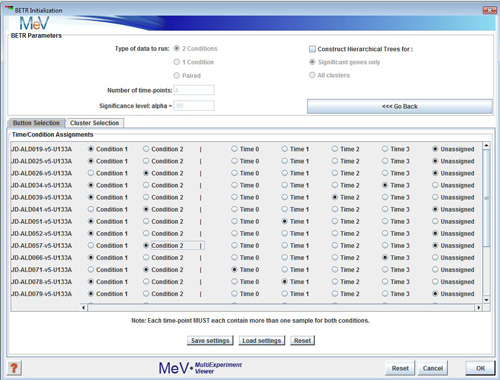 BETR Initialization
MeV
BETR Parameters
Type of data to run: 2 Conditions
Construct Hierarchical Trees for :
1 Condition
Significant genes only
Paired
All clusters
Number of time-points:
Significance level: alpha =
<<< Go Back
Button Selection Cluster Selection
Time/Condition Assignments
JD-ALD019-v5-U133A Condition 1 Condition 2 | Time 0 Time 1 Time 2 Time 3 Unassigned
JD-ALD025-v5-U133A Condition 1 Condition 2 | Time 0 Time 1 Time 2 Time 3 Unassigned
JD-ALD026-v5-U133A Condition 1 Condition 2 | Time 0 Time 1 Time 2 Time 3 Unassigned
JD-ALD034-v5-U133A Condition 1 Condition 2 | Time 0 Time 1 Time 2 Time 3 Unassigned
JD-ALD039-v5-U133A Condition 1 Condition 2 | Time 0 Time 1 Time 2 Time 3 Unassigned
JD-ALD041-v5-U133A Condition 1 Condition 2 | Time 0 Time 1 Time 2 Time 3 Unassigned
JD-ALD051-v5-U133A Condition 1 Condition 2 | Time 0 Time 1 Time 2 Time 3 Unassigned
JD-ALD052-v5-U133A Condition 1 Condition 2 | Time 0 Time 1 Time 2 Time 3 Unassigned
JD-ALD057-v5-U133A Condition 1 Condition 2 | Time 0 Time 1 Time 2 Time 3 Unassigned
JD-ALD066-v5-U133A Condition 1 Condition 2 | Time 0 Time 1 Time 2 Time 3 Unassigned
JD-ALD071-v5-U133A Condition 1 Condition 2 | Time 0 Time 1 Time 2 Time 3 Unassigned
JD-ALD078-v5-U133A Condition 1 Condition 2 | Time 0 Time 1 Time 2 Time 3 Unassigned
JD-ALD079-v5-U133A Condition 1 Condition 2 | Time 0 Time 1 Time 2 Time 3 Unassigned
Note: Each time-point MUST each contain more than one sample for both conditions.
Save settings Load settings Reset
? MeV MultiExperiment Viewer Reset Cancel OK